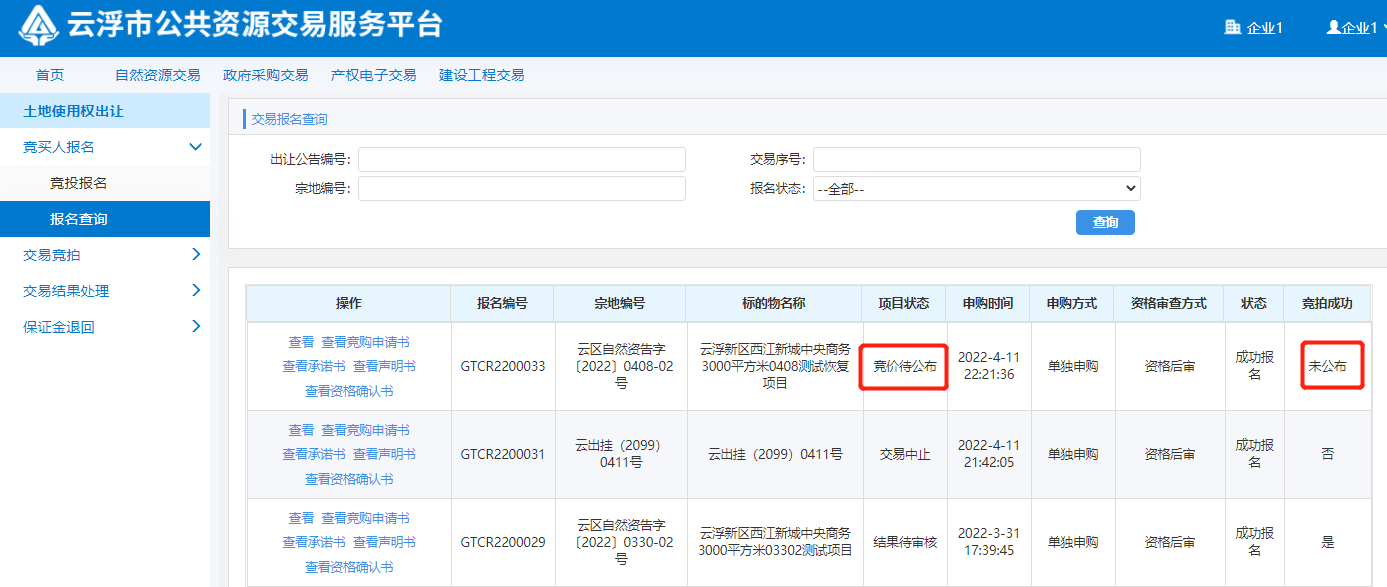 云浮市公共资源交易服务平台
企业1
企业1
首页 自然资源交易 政府采购交易 产权电子交易 建设工程交易
土地使用权出让
竞买人报名
竞投报名
报名查询
交易竞拍
交易结果处理
保证金退回
交易报名查询
出让公告编号:
交易序号:
宗地编号:
报名状态: --全部--
查询
操作 报名编号 宗地编号 标的物名称 项目状态 申购时间 申购方式 资格审查方式 状态 竞拍成功
查看 查看竞购申请书
查看承诺书 查看声明书
查看资格确认书
GTCR2200033
云区自然资告字
〔2022〕0408-02
号
云浮新区西江新城中央商务
3000平方米0408测试恢复
项目
竞价待公布
2022-4-11
22:21:36
单独申购
资格后审
成功报
名
未公布
查看 查看竞购申请书
查看承诺书 查看声明书
查看资格确认书
GTCR2200031
云出挂（2099）
0411号
云出挂（2099）0411号
交易中止
2022-4-11
21:42:05
单独申购
资格后审
成功报
名
否
查看 查看竞购申请书
查看承诺书 查看声明书
查看资格确认书
GTCR2200029
云区自然资告字
〔2022〕0330-02
号
云浮新区西江新城中央商务
3000平方米03302测试项目
结果待审核
2022-3-31
17:39:45
单独申购
资格后审
成功报
名
是